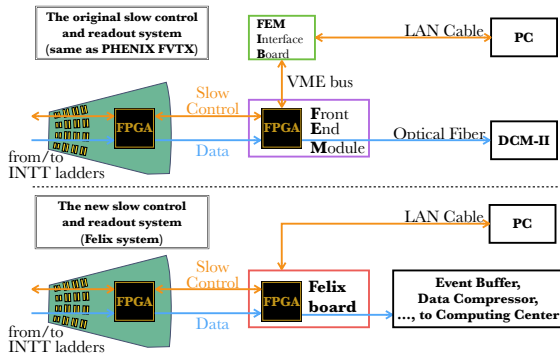 The original slow control
and readout system
(same as PHENIX FVTX)
FEM
Interface
Board
LAN Cable
PC
VME bus
Slow
Control
FPGA
FPGA
Front
End
Module
Data
Optical Fiber
DCM-II
from/to
INTT ladders
The new slow control
and readout system
(Felix system)
LAN Cable
PC
Slow
Control
FPGA
FPGA
Felix
board
Data
Event Buffer,
Data Compressor,
..., to Computing Center
from/to
INTT ladders